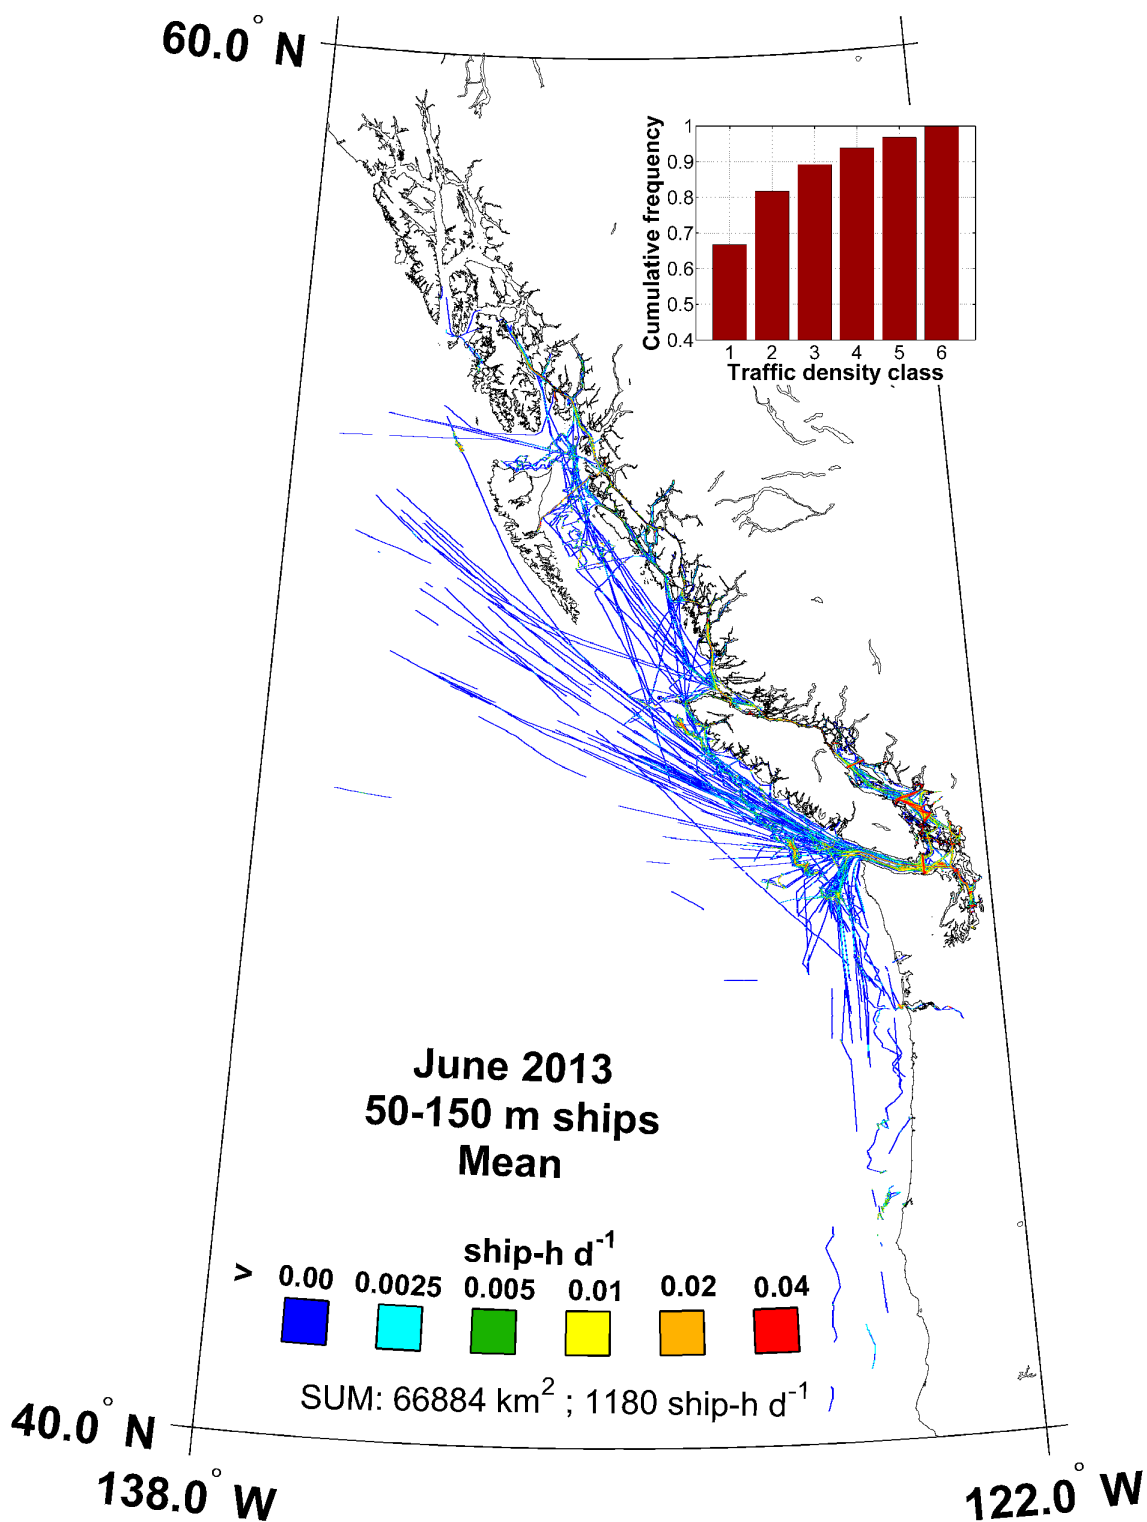 60.0° N
Cumulative frequency
1
0.9
0.8
0.7
0.6
0.5
0.4
1 2 3 4 5 6
Traffic density class
June 2013
50-150 m ships
Mean
ship-h d⁻¹
> 0.00 0.0025 0.005 0.01 0.02 0.04
SUM: 66884 km² ; 1180 ship-h d⁻¹
40.0° N
138.0° W
122.0° W